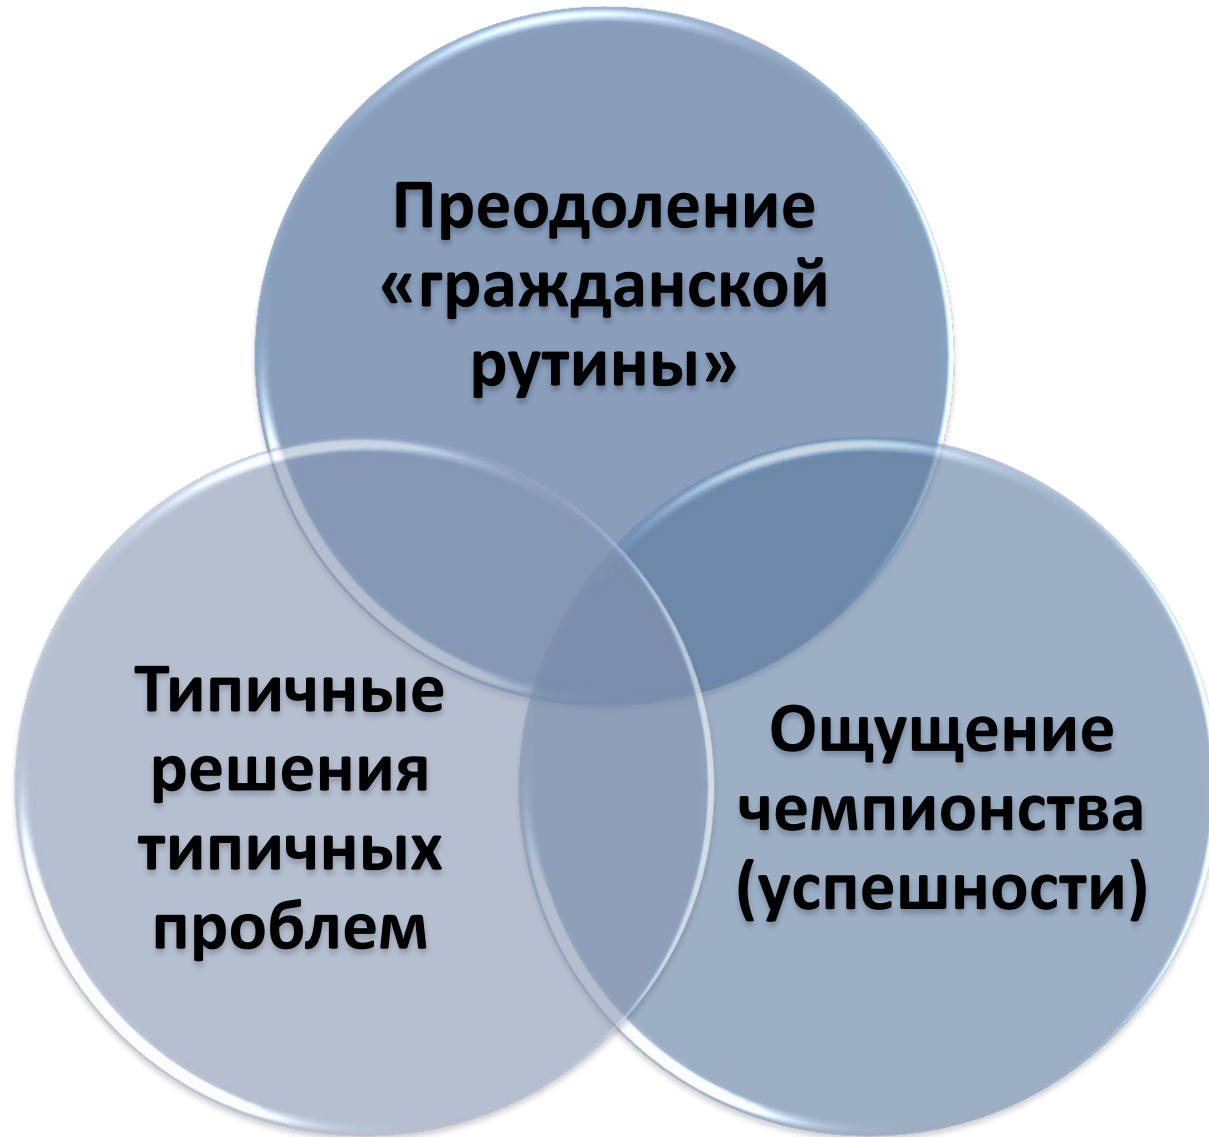 Преодоление
«гражданской
рутины»
Типичные
решения
типичных
проблем
Ощущение
чемпионства
(успешности)